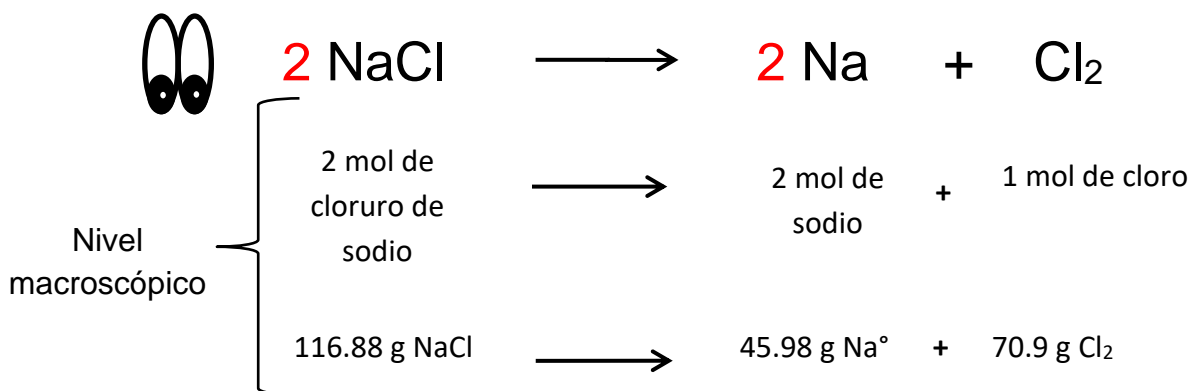 2 NaCl ⟶ 2 Na + Cl₂
2 mol de
cloruro de
sodio
⟶
2 mol de
sodio
+
1 mol de cloro
Nivel
macroscópico
116.88 g NaCl ⟶ 45.98 g Na° + 70.9 g Cl₂